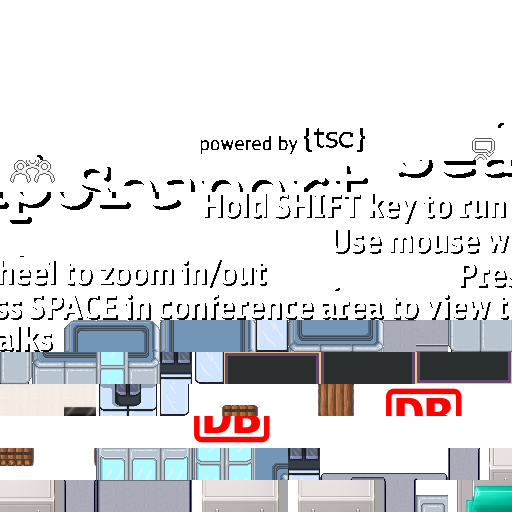 powered by {tsc}
Hold SHIFT key to run
Use mouse w
heel to zoom in/out
Pres
ss SPACE in conference area to view t
alks
DB
DB